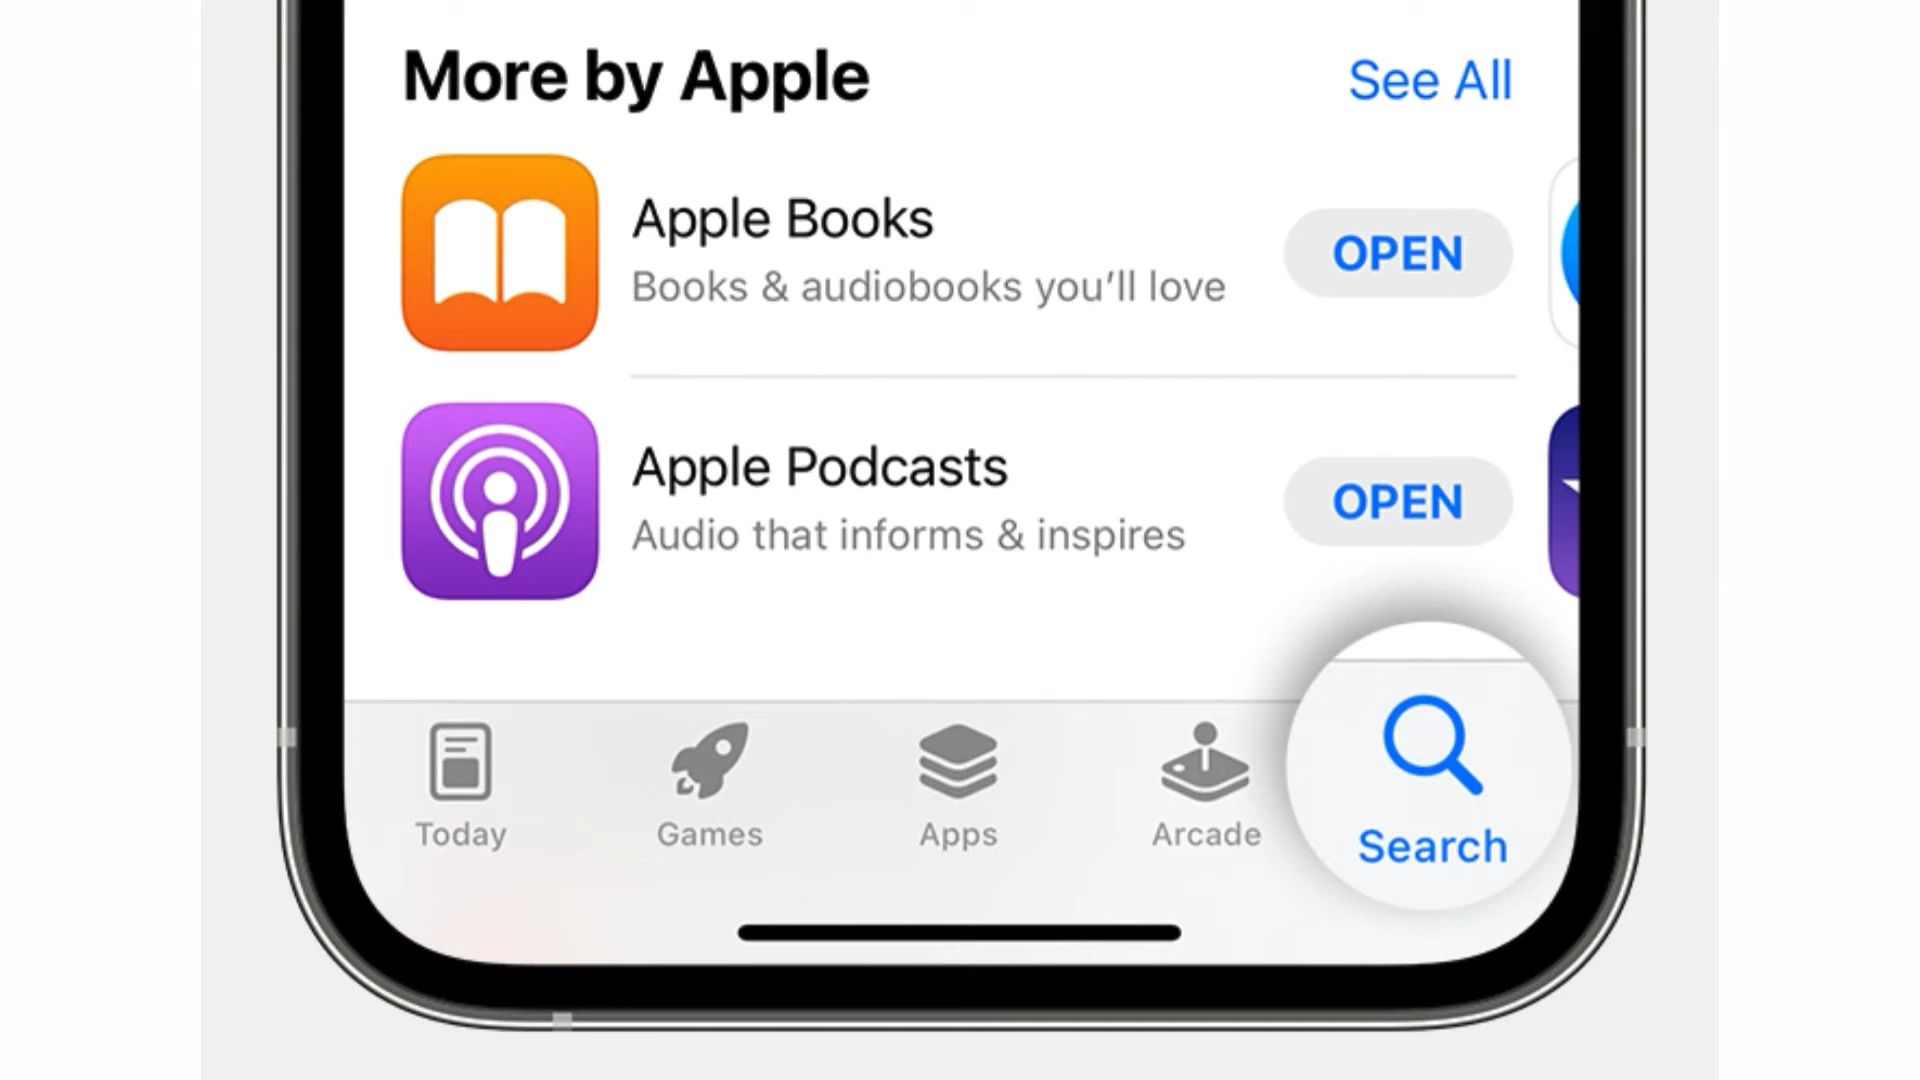 More by Apple
See All
Apple Books
Books & audiobooks you’ll love
OPEN
Apple Podcasts
Audio that informs & inspires
OPEN
Today
Games
Apps
Arcade
Search